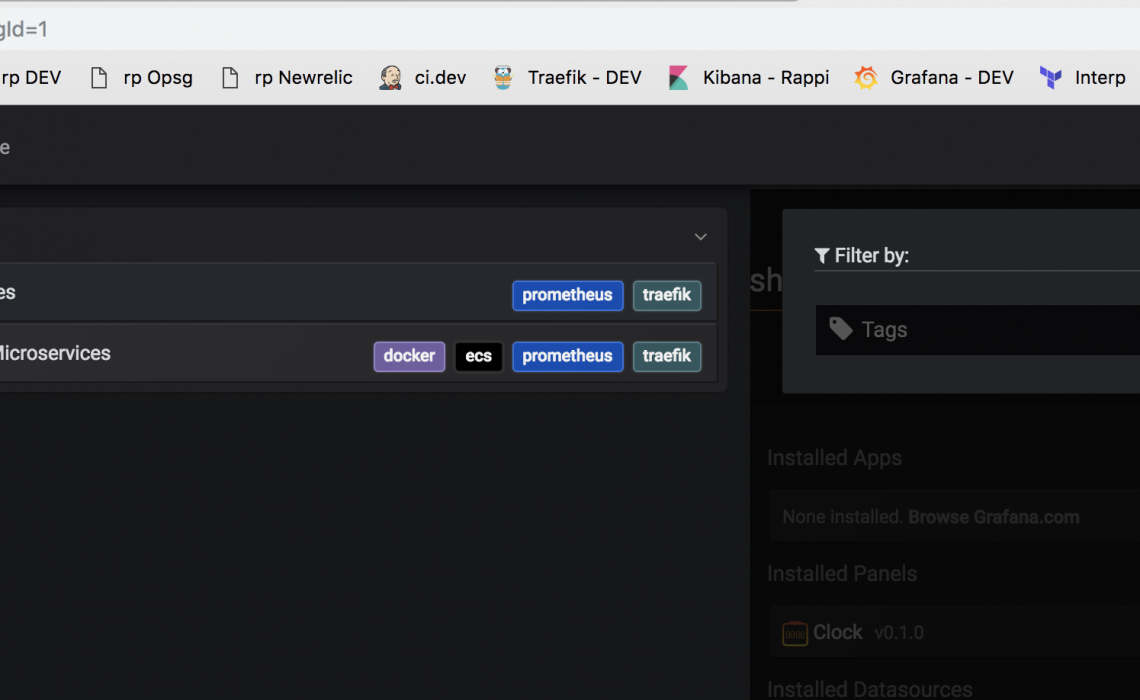 gId=1
rp DEV rp Opsg rp Newrelic ci.dev Traefik - DEV Kibana - Rappi Grafana - DEV Interp
e
Filter by:
sh
es prometheus traefik
Tags
Microservices docker ecs prometheus traefik
Installed Apps
None installed. Browse Grafana.com
Installed Panels
Clock v0.1.0
Installed Datasources